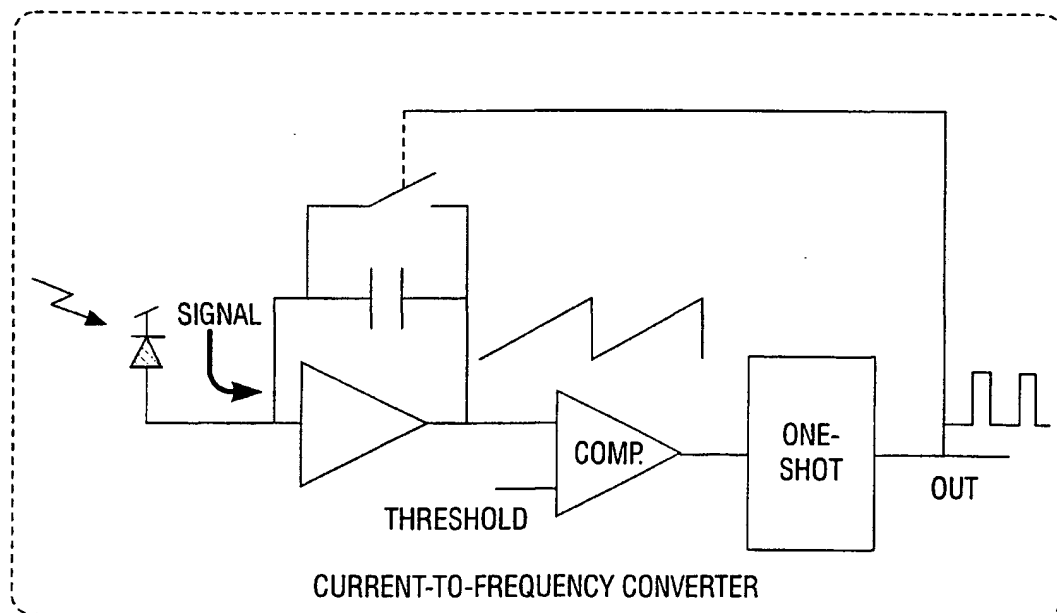 SIGNAL
COMP.
THRESHOLD
ONE-
SHOT
OUT
CURRENT-TO-FREQUENCY CONVERTER